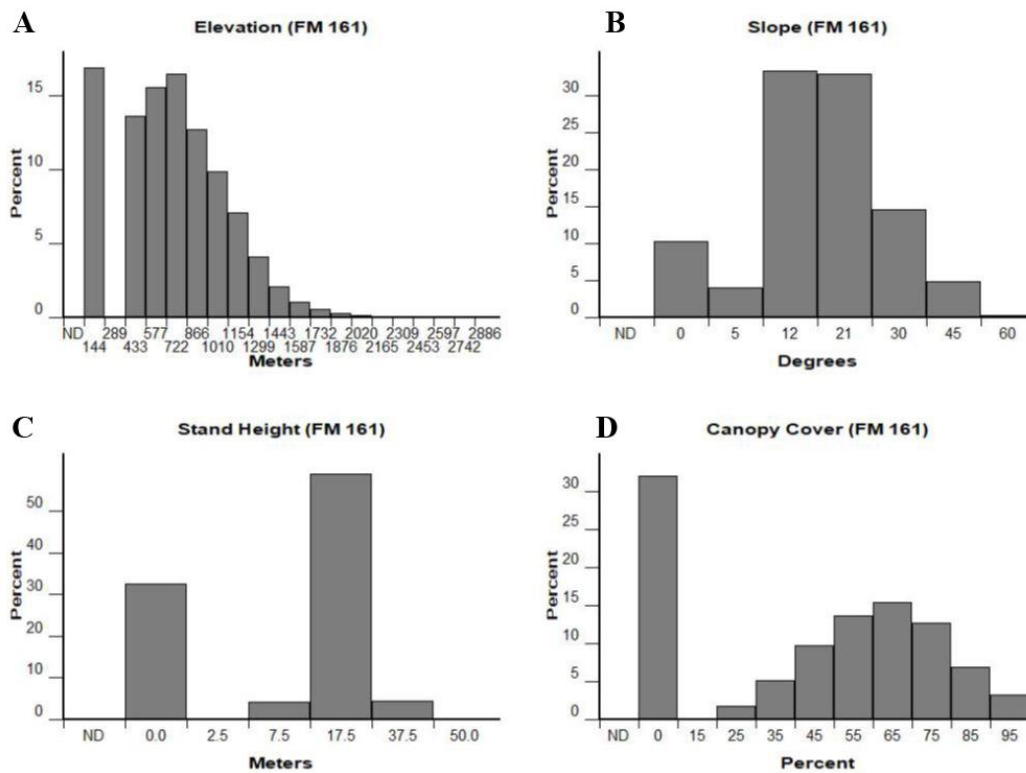 A
Elevation (FM 161)
Percent
15
10
5
0
ND 289 577 866 1154 1443 1732 2020 2309 2597 2886
144 433 722 1010 1299 1587 1876 2165 2453 2742
Meters
B
Slope (FM 161)
Percent
30
25
20
15
10
5
0
ND 0 5 12 21 30 45 60
Degrees
C
Stand Height (FM 161)
Percent
50
40
30
20
10
0
ND 0.0 2.5 7.5 17.5 37.5 50.0
Meters
D
Canopy Cover (FM 161)
Percent
30
25
20
15
10
5
0
ND 0 15 25 35 45 55 65 75 85 95
Percent